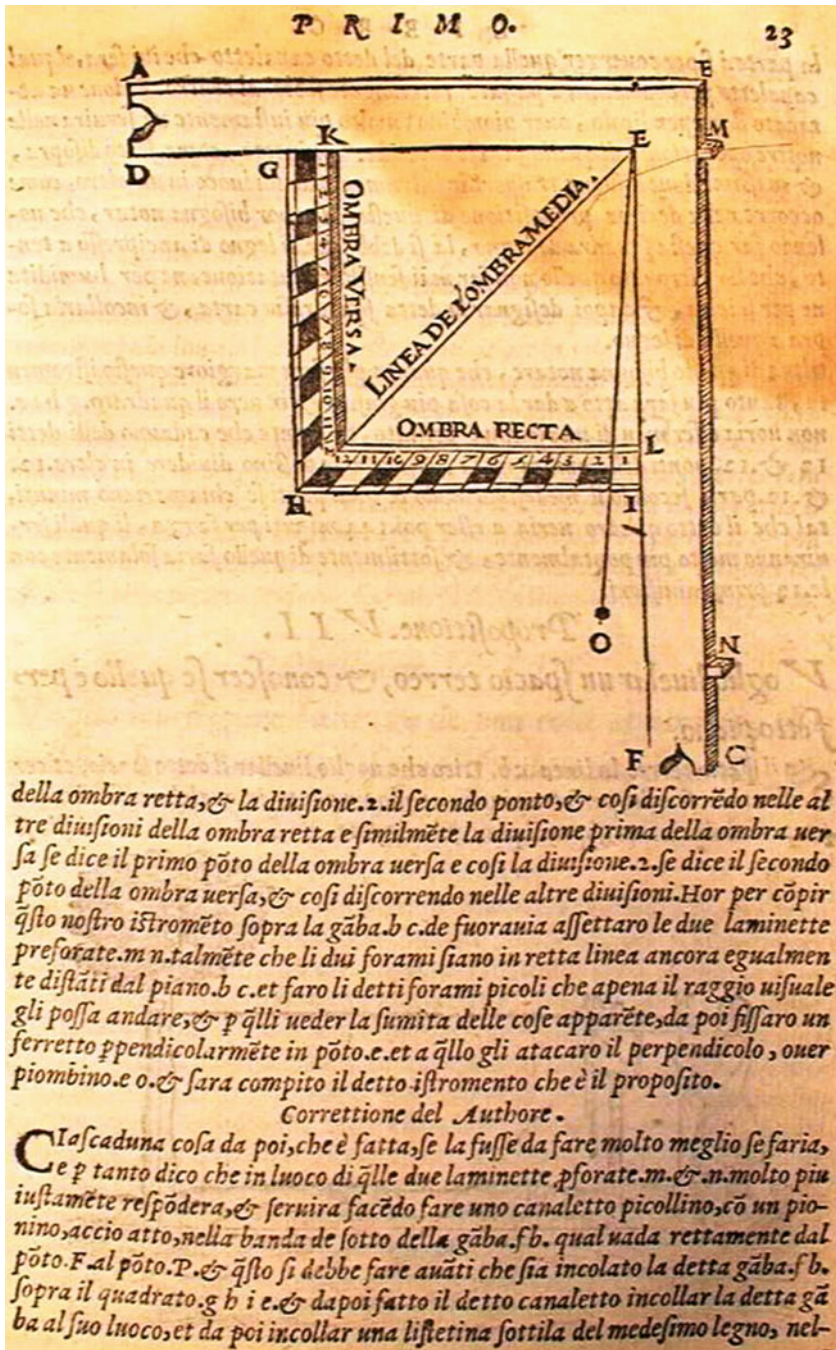 PRIMO.
23
A
E
M
D
G
K
E
OMBRA VERSA.
LINEA DE L'OMBRA MEDIA.
OMBRA RECTA
L
12 11 10 9 8 7 6 5 4 3 2 1
H
I
O
N
F
C
della ombra retta,& la diuisione.2.il secondo ponto,& cosi discorrẽdo nelle al
tre diuisioni della ombra retta e similmẽte la diuisione prima della ombra uer
sa se dice il primo põto della ombra uersa e cosi la diuisione.2.se dice il secondo
põto della ombra uersa,& cosi discorrendo nelle altre diuisioni.Hor per cõpir
q̃sto nostro istromẽto sopra la gãba.b c.de fuorauia assettaro le due laminette
preforate.m n.talmẽte che li dui forami siano in retta linea ancora egualmen
te distãti dal piano.b c.et faro li detti forami picoli che apena il raggio uisuale
gli possa andare,& p̱ q̃lli ueder la sumita delle cose apparẽte,da poi fissaro un
ferretto p̱pendicolarmẽte in põto.e.et a q̃llo gli atacaro il perpendicolo, ouer
piombino.e o.& sara compito il detto istromento che è il proposito.
Correttione del Authore.
CIascaduna cosa da poi,che è fatta,se la fusse da fare molto meglio se faria,
e p̱ tanto dico che in luoco di q̃lle due laminette p̱forate.m.&.n.molto piu
iustamẽte respõdera,& seruira facẽdo fare uno canaletto picollino,cõ un pio-
nino,accio atto,nella banda de sotto della gãba.f b. qual uada rettamente dal
põto.F.al põto.P.& q̃sto si debbe fare auãti che sia incolato la detta gãba.f b.
sopra il quadrato.g h i e.& dapoi fatto il detto canaletto incollar la detta gã
ba al suo luoco,et da poi incollar una listetina sottila del medesimo legno, nel-